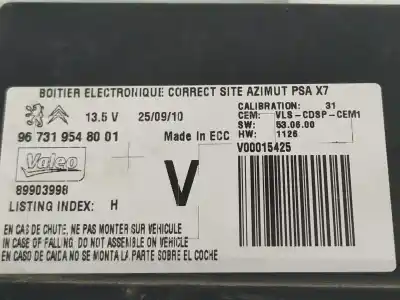 BOITIER ELECTRONIQUE CORRECT SITE AZIMUT PSA X7
13.5 V 25/09/10
CALIBRATION: 31
CEM: VLS-CDSP-CEM1
SW: 53.06.00
HW: 1126
96 731 954 80 01
Made in ECC
V00015425
Valeo
V
89903998
LISTING INDEX: H
EN CAS DE CHUTE, NE PAS MONTER SUR VEHICULE
IN CASE OF FALLING, DO NOT ASSEMBLE ON VEHICLE
EN CASO DE CAIDA NO MONTE LA PARTE SOBRE EL COCHE